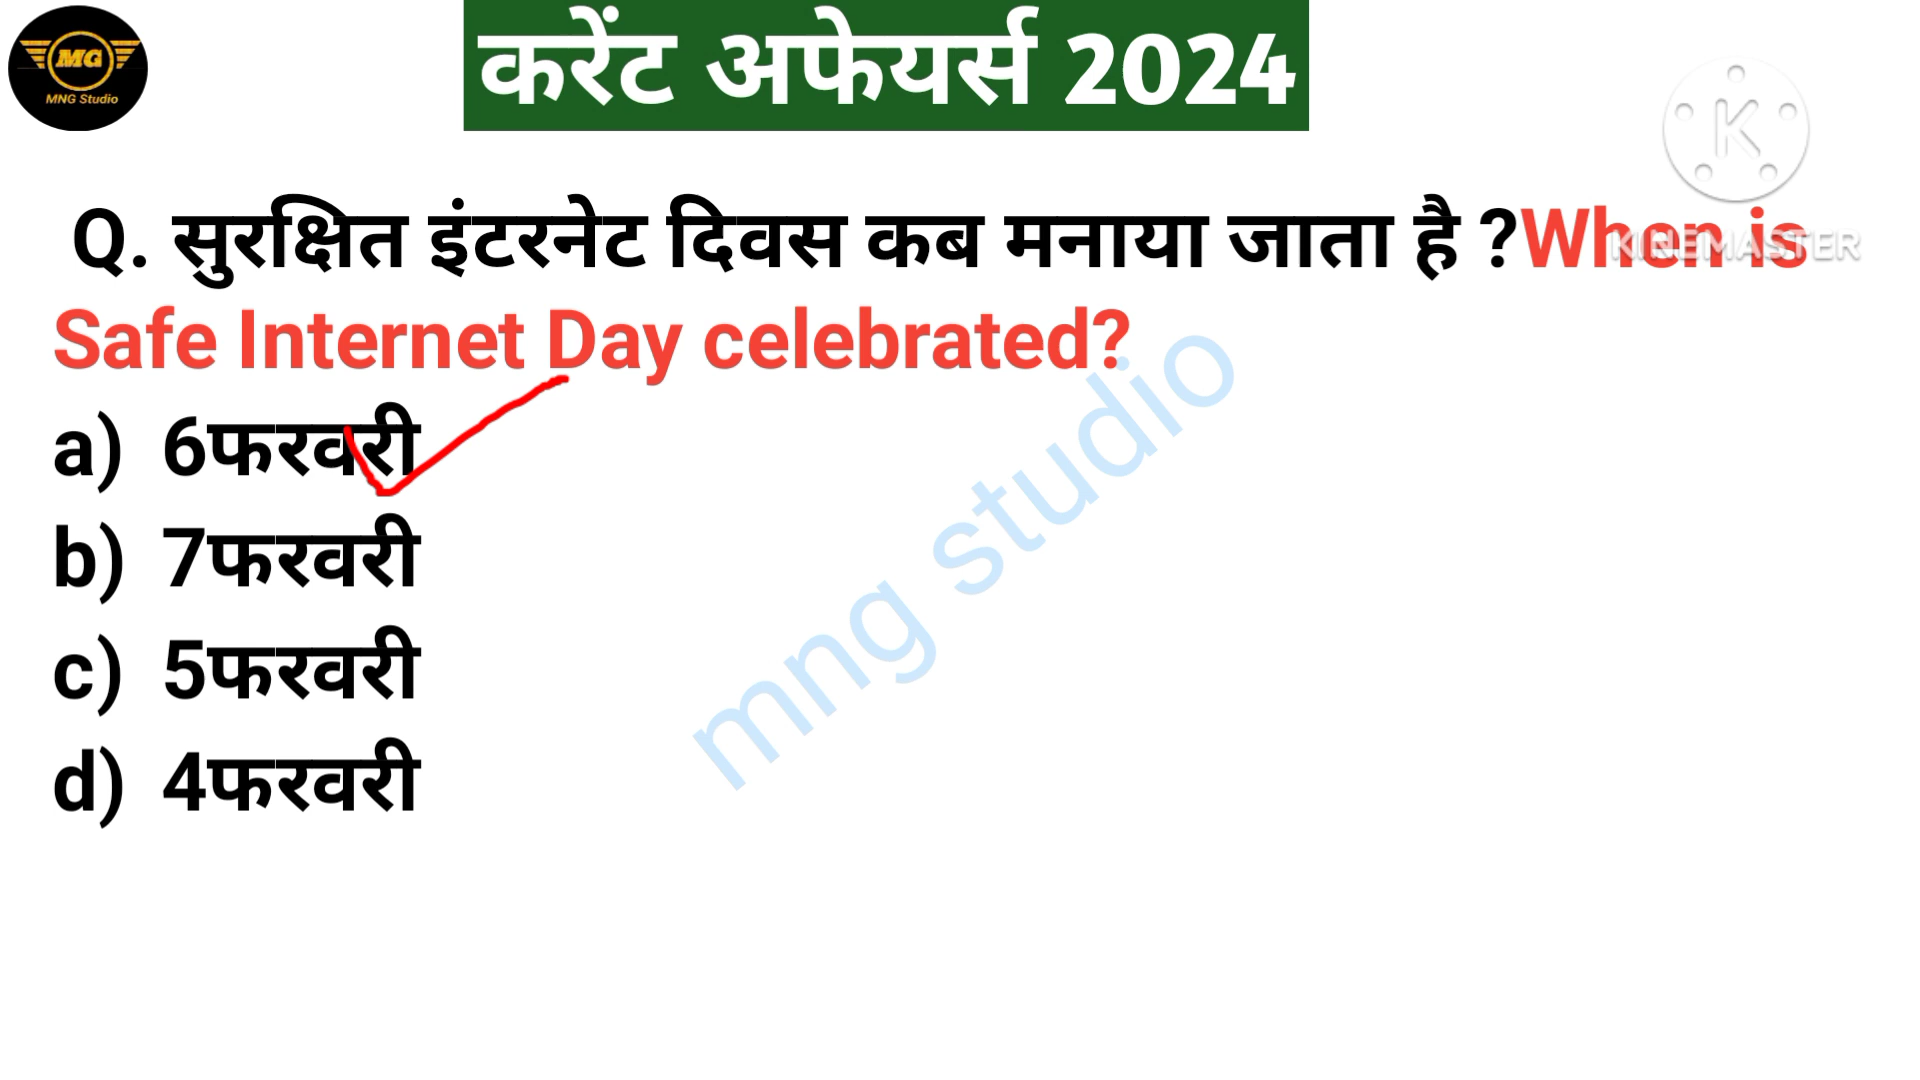 MG
MNG Studio
करेंट अफेयर्स 2024
K
Q. सुरक्षित इंटरनेट दिवस कब मनाया जाता है ?When is
KINEMASTER
Safe Internet Day celebrated?
a) 6फरवरी
b) 7फरवरी
c) 5फरवरी
d) 4फरवरी
mng studio